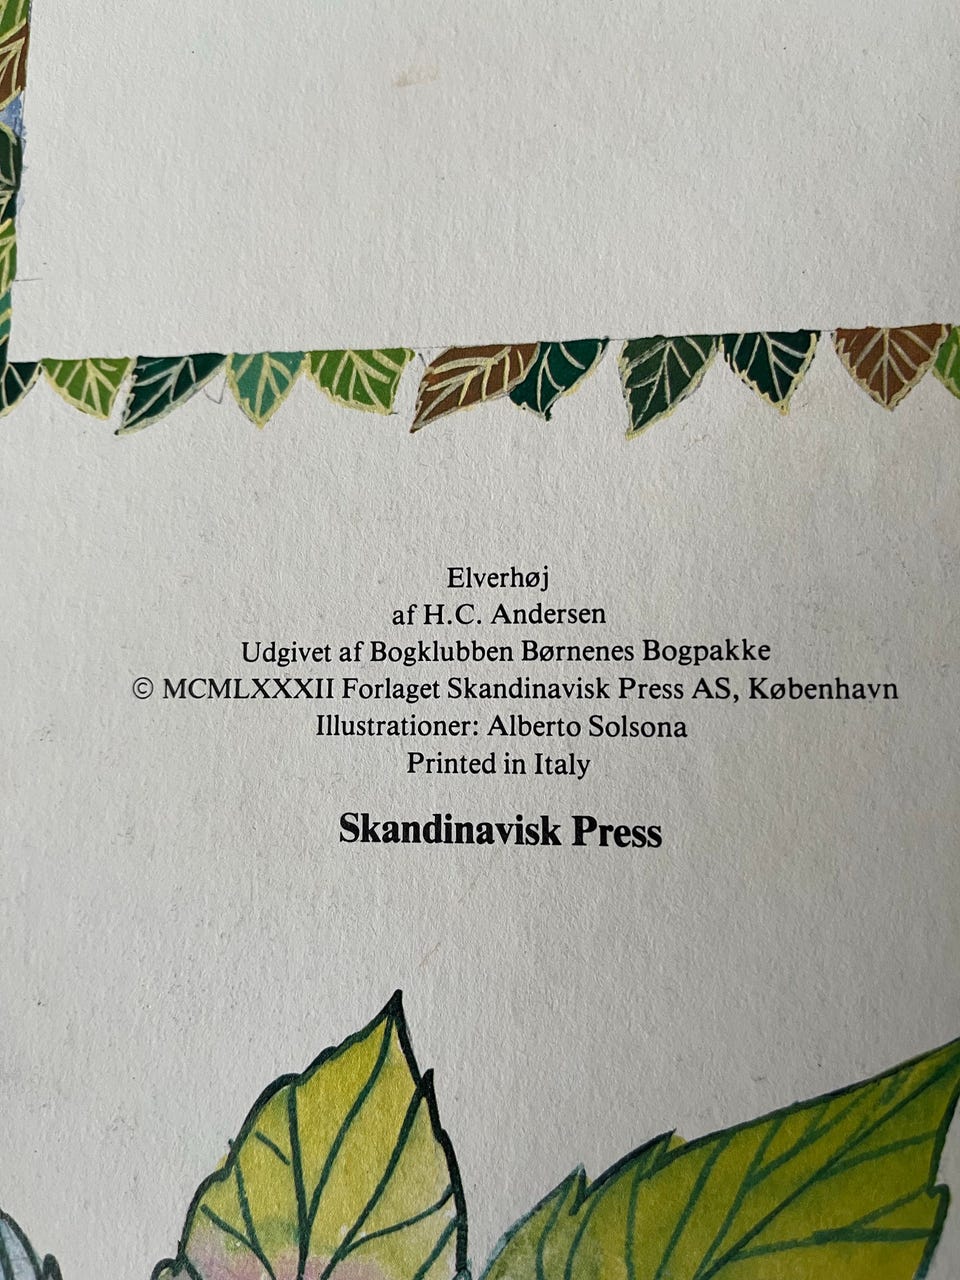 Elverhøj
af H.C. Andersen
Udgivet af Bogklubben Børnenes Bogpakke
© MCMLXXXII Forlaget Skandinavisk Press AS, København
Illustrationer: Alberto Solsona
Printed in Italy
Skandinavisk Press